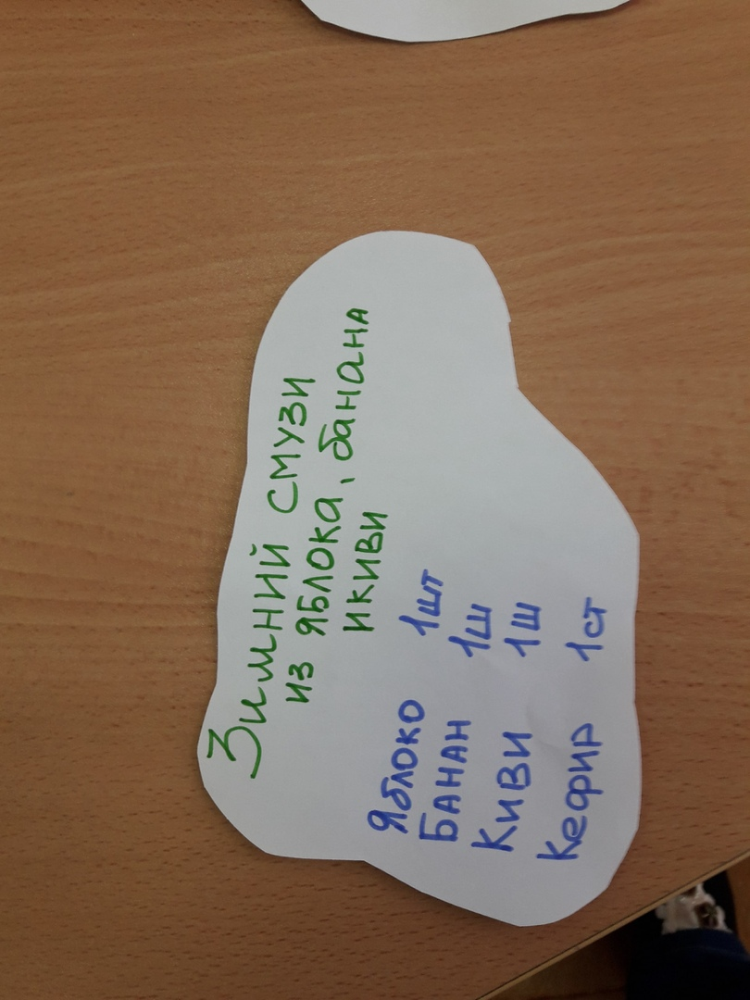 Зимний смузи
из яблока, банана
и киви
Яблоко 1шт
Банан 1ш
Киви 1ш
Кефир 1ст